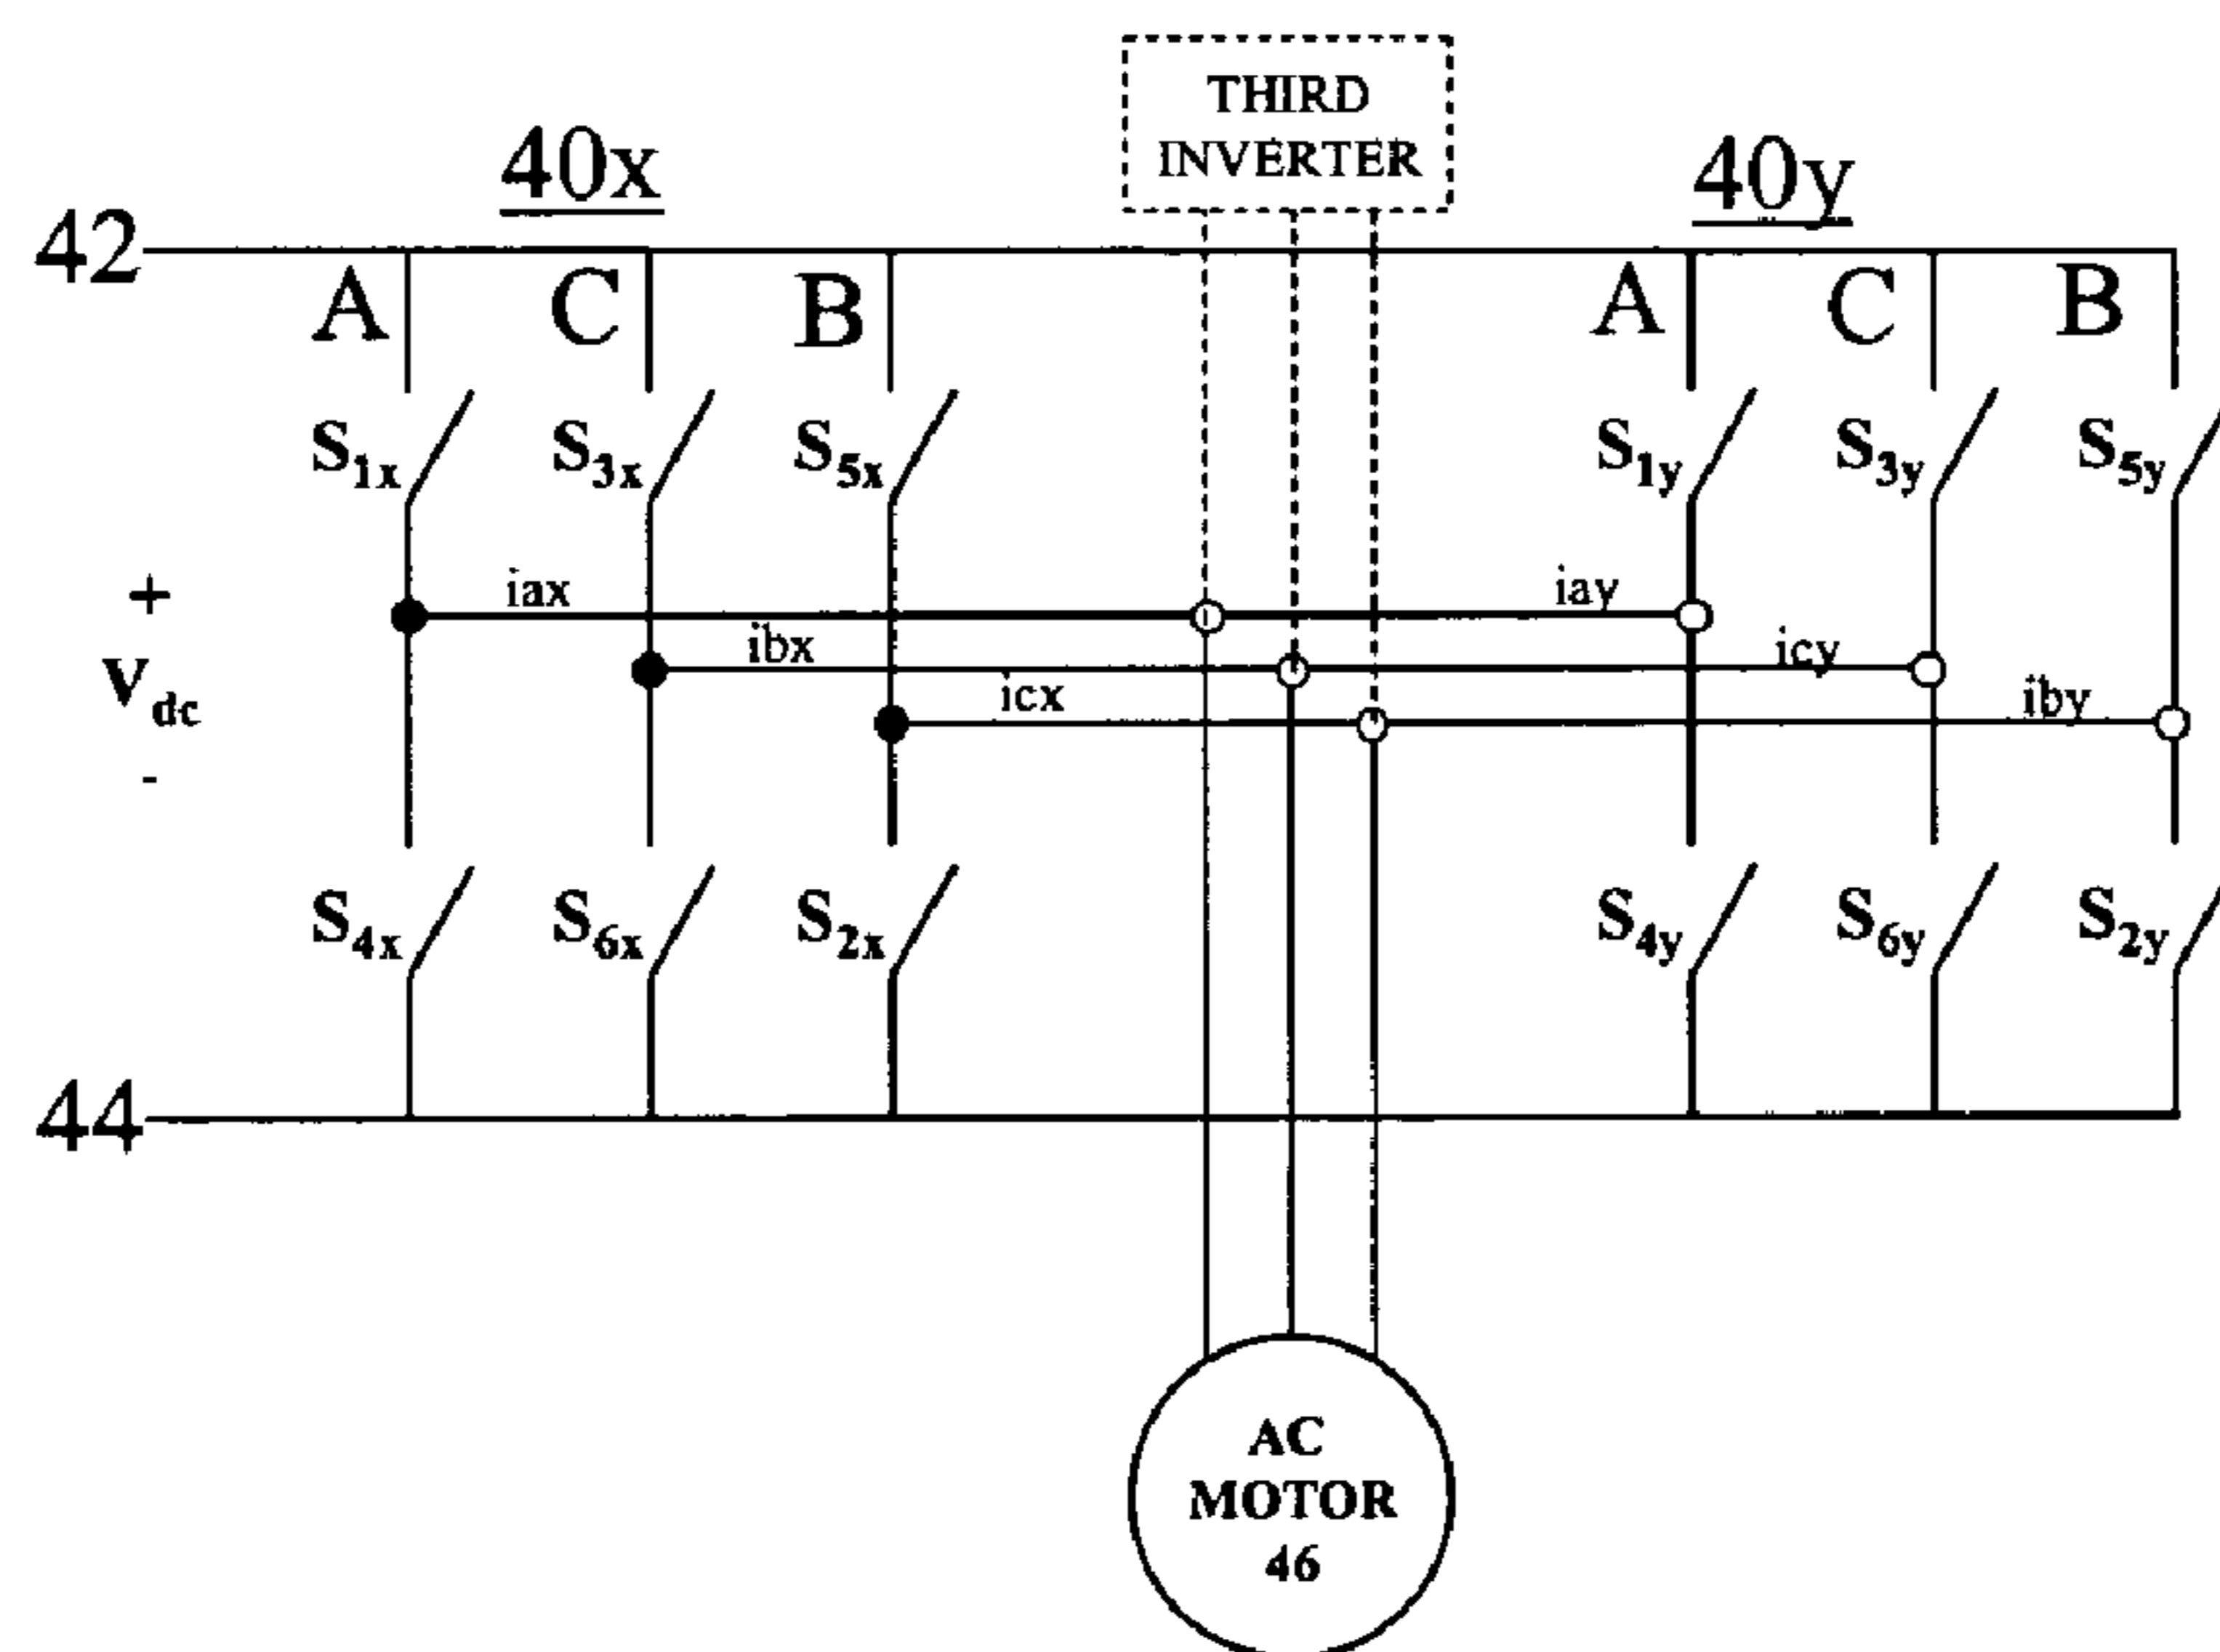 THIRD
INVERTER
40x
40y
42
A
C
B
A
C
B
S1x
S3x
S5x
S1y
S3y
S5y
+
Vdc
-
iax
iay
ibx
icy
icx
iby
S4x
S6x
S2x
S4y
S6y
S2y
44
AC
MOTOR
46